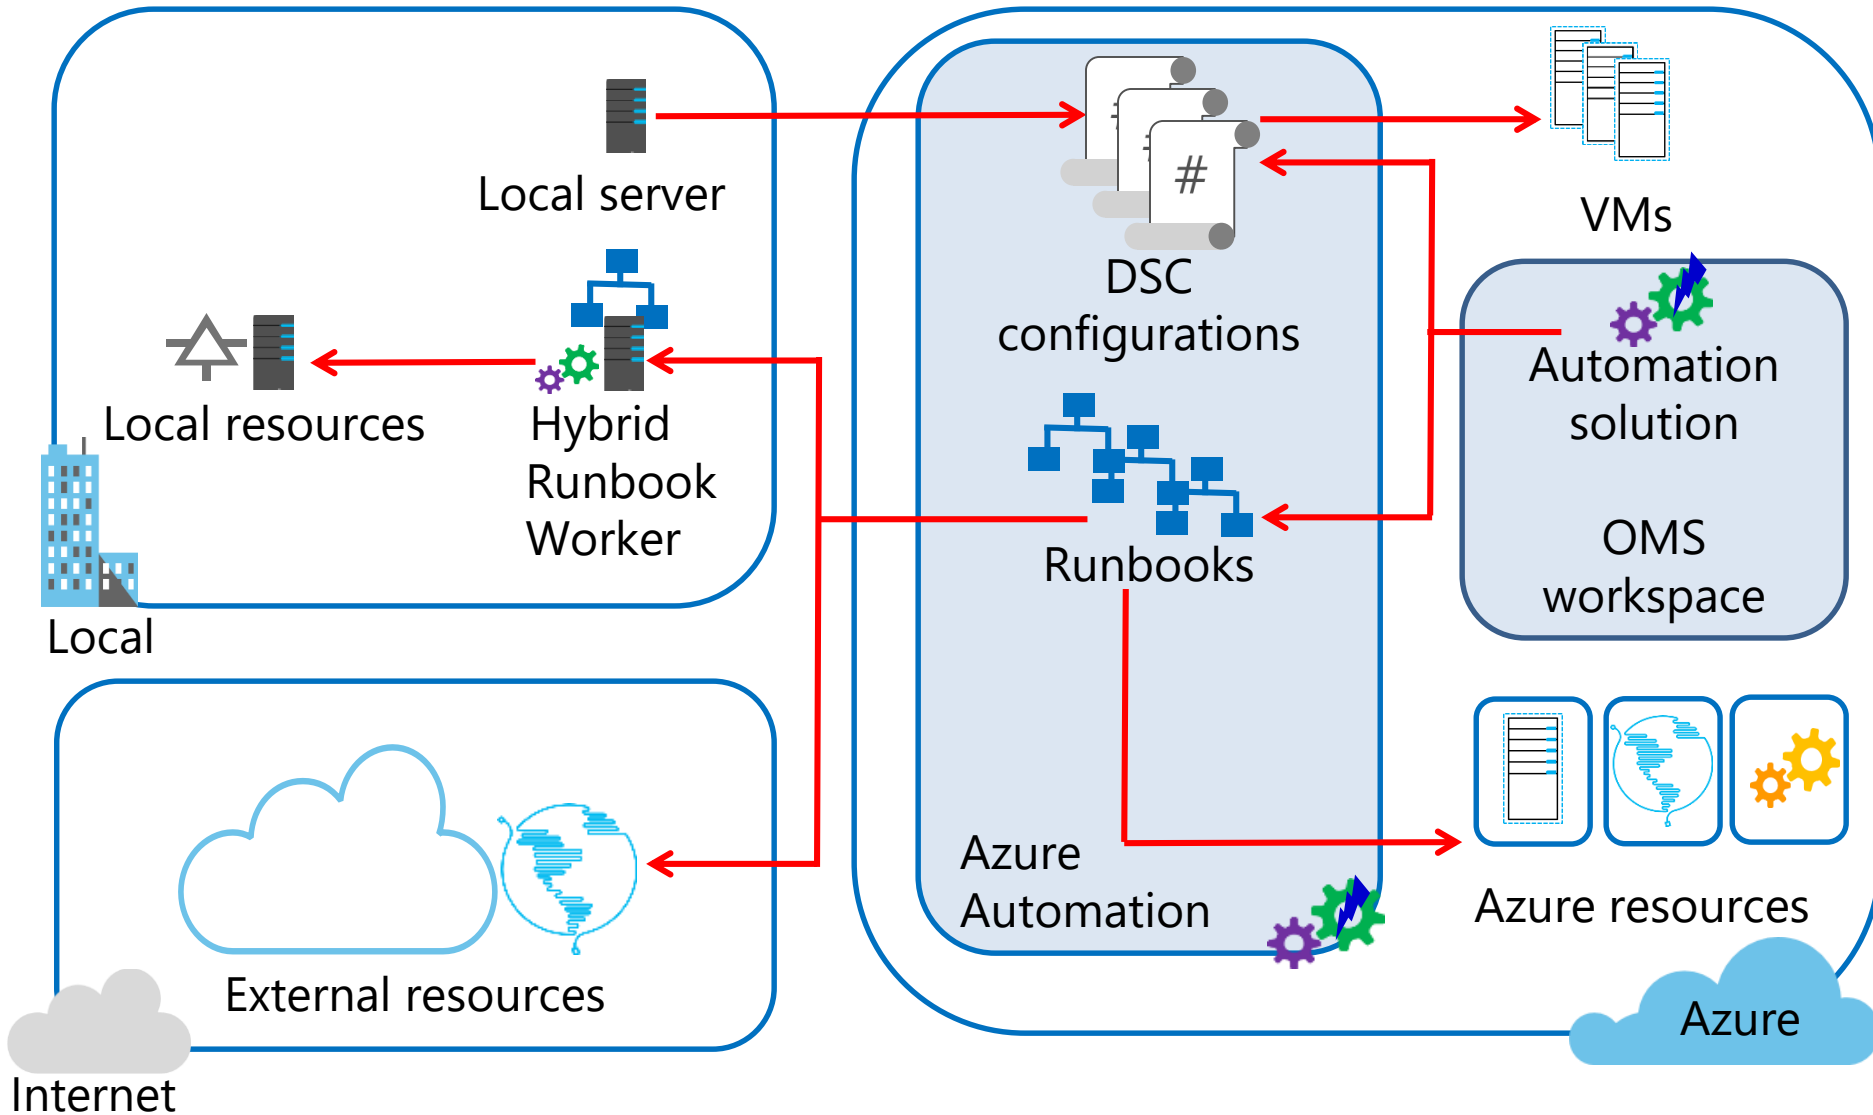 Local server
Local resources
Hybrid
Runbook
Worker
Local
External resources
Internet
#
DSC
configurations
Runbooks
Azure
Automation
VMs
Automation
solution
OMS
workspace
Azure resources
Azure